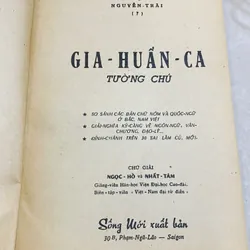 NGUYỄN-TRÃI
(?)
GIA-HUẤN-CA
TƯỜNG CHÚ
SO SÁNH CÁC BẢN CHỮ NÔM VÀ QUỐC-NGỮ
Ở BẮC, NAM VIỆT
GIẢI-NGHĨA KỸ-CÀNG VỀ NGÔN-NGỮ, VĂN-
CHƯƠNG, ĐẠO-LÝ...
ĐÍNH-CHÁNH TRÊN 30 SAI LẦM CŨ, MỚI.
CHÚ GIẢI
NGỌC-HỒ và NHẤT-TÂM
Giảng-viên Hán-học Viện Đại-học Cao-đài.
Biên-tập-viên « Việt-Nam đại từ điển ».
Sống Mới xuất bản
30B, Phạm-Ngũ-Lão — Saigon